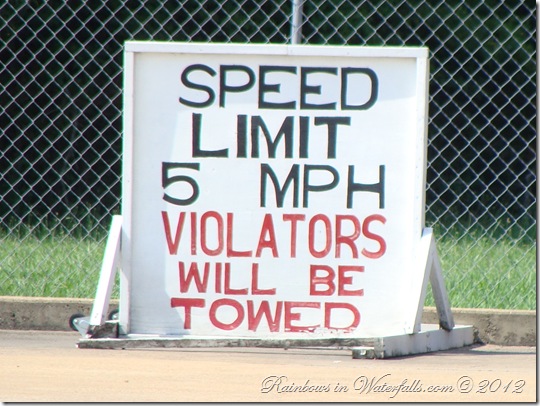 SPEED
LIMIT
5 MPH
VIOLATORS
WILL BE
TOWED
Rainbows in Waterfalls.com © 2012